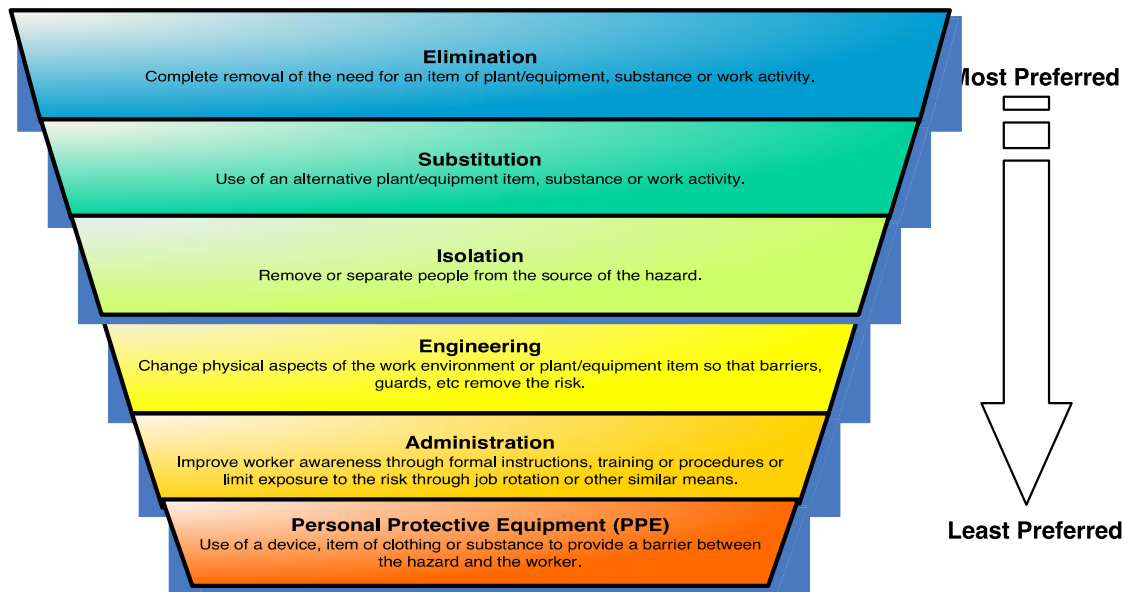 Elimination
Complete removal of the need for an item of plant/equipment, substance or work activity.
Most Preferred
Substitution
Use of an alternative plant/equipment item, substance or work activity.
Isolation
Remove or separate people from the source of the hazard.
Engineering
Change physical aspects of the work environment or plant/equipment item so that barriers,
guards, etc remove the risk.
Administration
Improve worker awareness through formal instructions, training or procedures or
limit exposure to the risk through job rotation or other similar means.
Personal Protective Equipment (PPE)
Use of a device, item of clothing or substance to provide a barrier between
the hazard and the worker.
Least Preferred